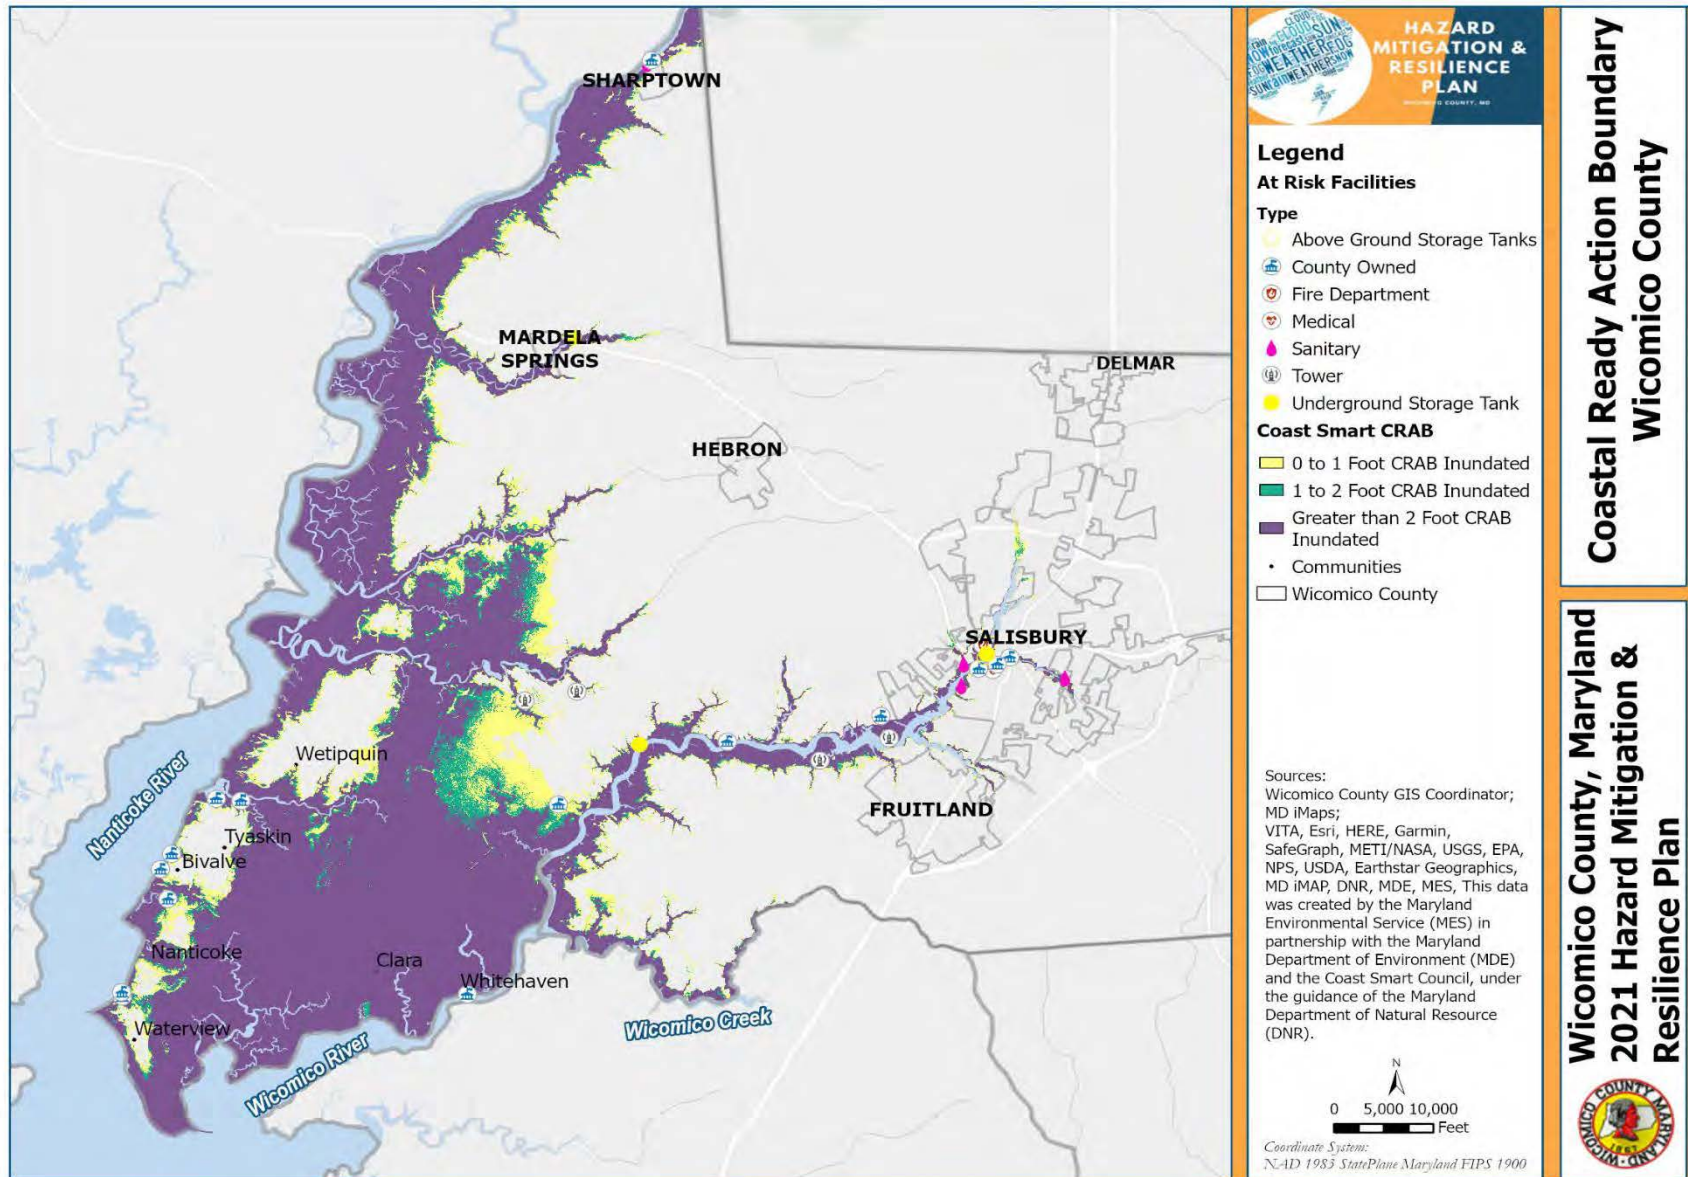 SHARPTOWN
MARDELA
SPRINGS
DELMAR
HEBRON
SALISBURY
Wetipquin
Nanticoke River
FRUITLAND
Tyaskin
Bivalve
Nanticoke
Clara
Whitehaven
Waterview
Wicomico Creek
Wicomico River
HAZARD
MITIGATION &
RESILIENCE
PLAN
Legend
At Risk Facilities
Type
Above Ground Storage Tanks
County Owned
Fire Department
Medical
Sanitary
Tower
Underground Storage Tank
Coast Smart CRAB
0 to 1 Foot CRAB Inundated
1 to 2 Foot CRAB Inundated
Greater than 2 Foot CRAB
Inundated
Communities
Wicomico County
Sources:
Wicomico County GIS Coordinator;
MD iMaps;
VITA, Esri, HERE, Garmin,
SafeGraph, METI/NASA, USGS, EPA,
NPS, USDA, Earthstar Geographics,
MD iMAP, DNR, MDE, MES, This data
was created by the Maryland
Environmental Service (MES) in
partnership with the Maryland
Department of Environment (MDE)
and the Coast Smart Council, under
the guidance of the Maryland
Department of Natural Resource
(DNR).
N
0 5,000 10,000
Feet
Coordinate System:
NAD 1983 StatePlane Maryland FIPS 1900
Coastal Ready Action Boundary
Wicomico County
Wicomico County, Maryland
2021 Hazard Mitigation &
Resilience Plan
WICOMICO COUNTY MARYLAND
1867